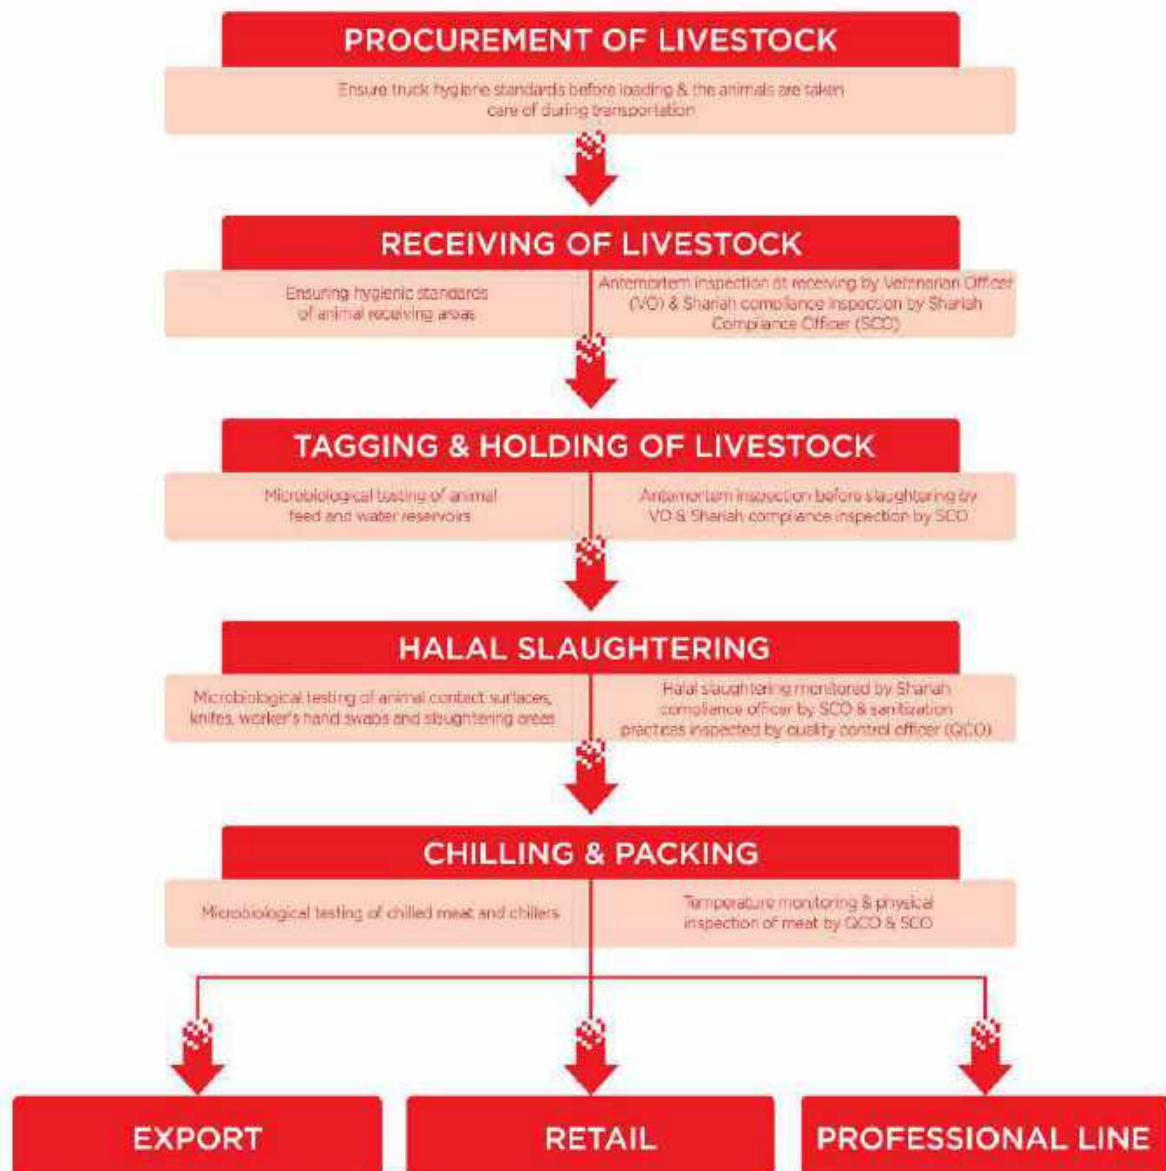 PROCUREMENT OF LIVESTOCK
Ensure truck hygiene standards before loading & the animals are taken
care of during transportation
RECEIVING OF LIVESTOCK
Ensuring hygienic standards
of animal receiving areas
Antemortem inspection at receiving by Veterinarian Officer
(VO) & Shariah compliance inspection by Shariah
Compliance Officer (SCO)
TAGGING & HOLDING OF LIVESTOCK
Microbiological testing of animal
feed and water reservoirs
Antemortem inspection before slaughtering by
VO & Shariah compliance inspection by SCO
HALAL SLAUGHTERING
Microbiological testing of animal contact surfaces,
knifes, worker's hand swabs and slaughtering areas
Halal slaughtering monitored by Shariah
compliance officer by SCO & sanitization
practices inspected by quality control officer (QCO)
CHILLING & PACKING
Microbiological testing of chilled meat and chillers
Temperature monitoring & physical
inspection of meat by QCO & SCO
EXPORT
RETAIL
PROFESSIONAL LINE